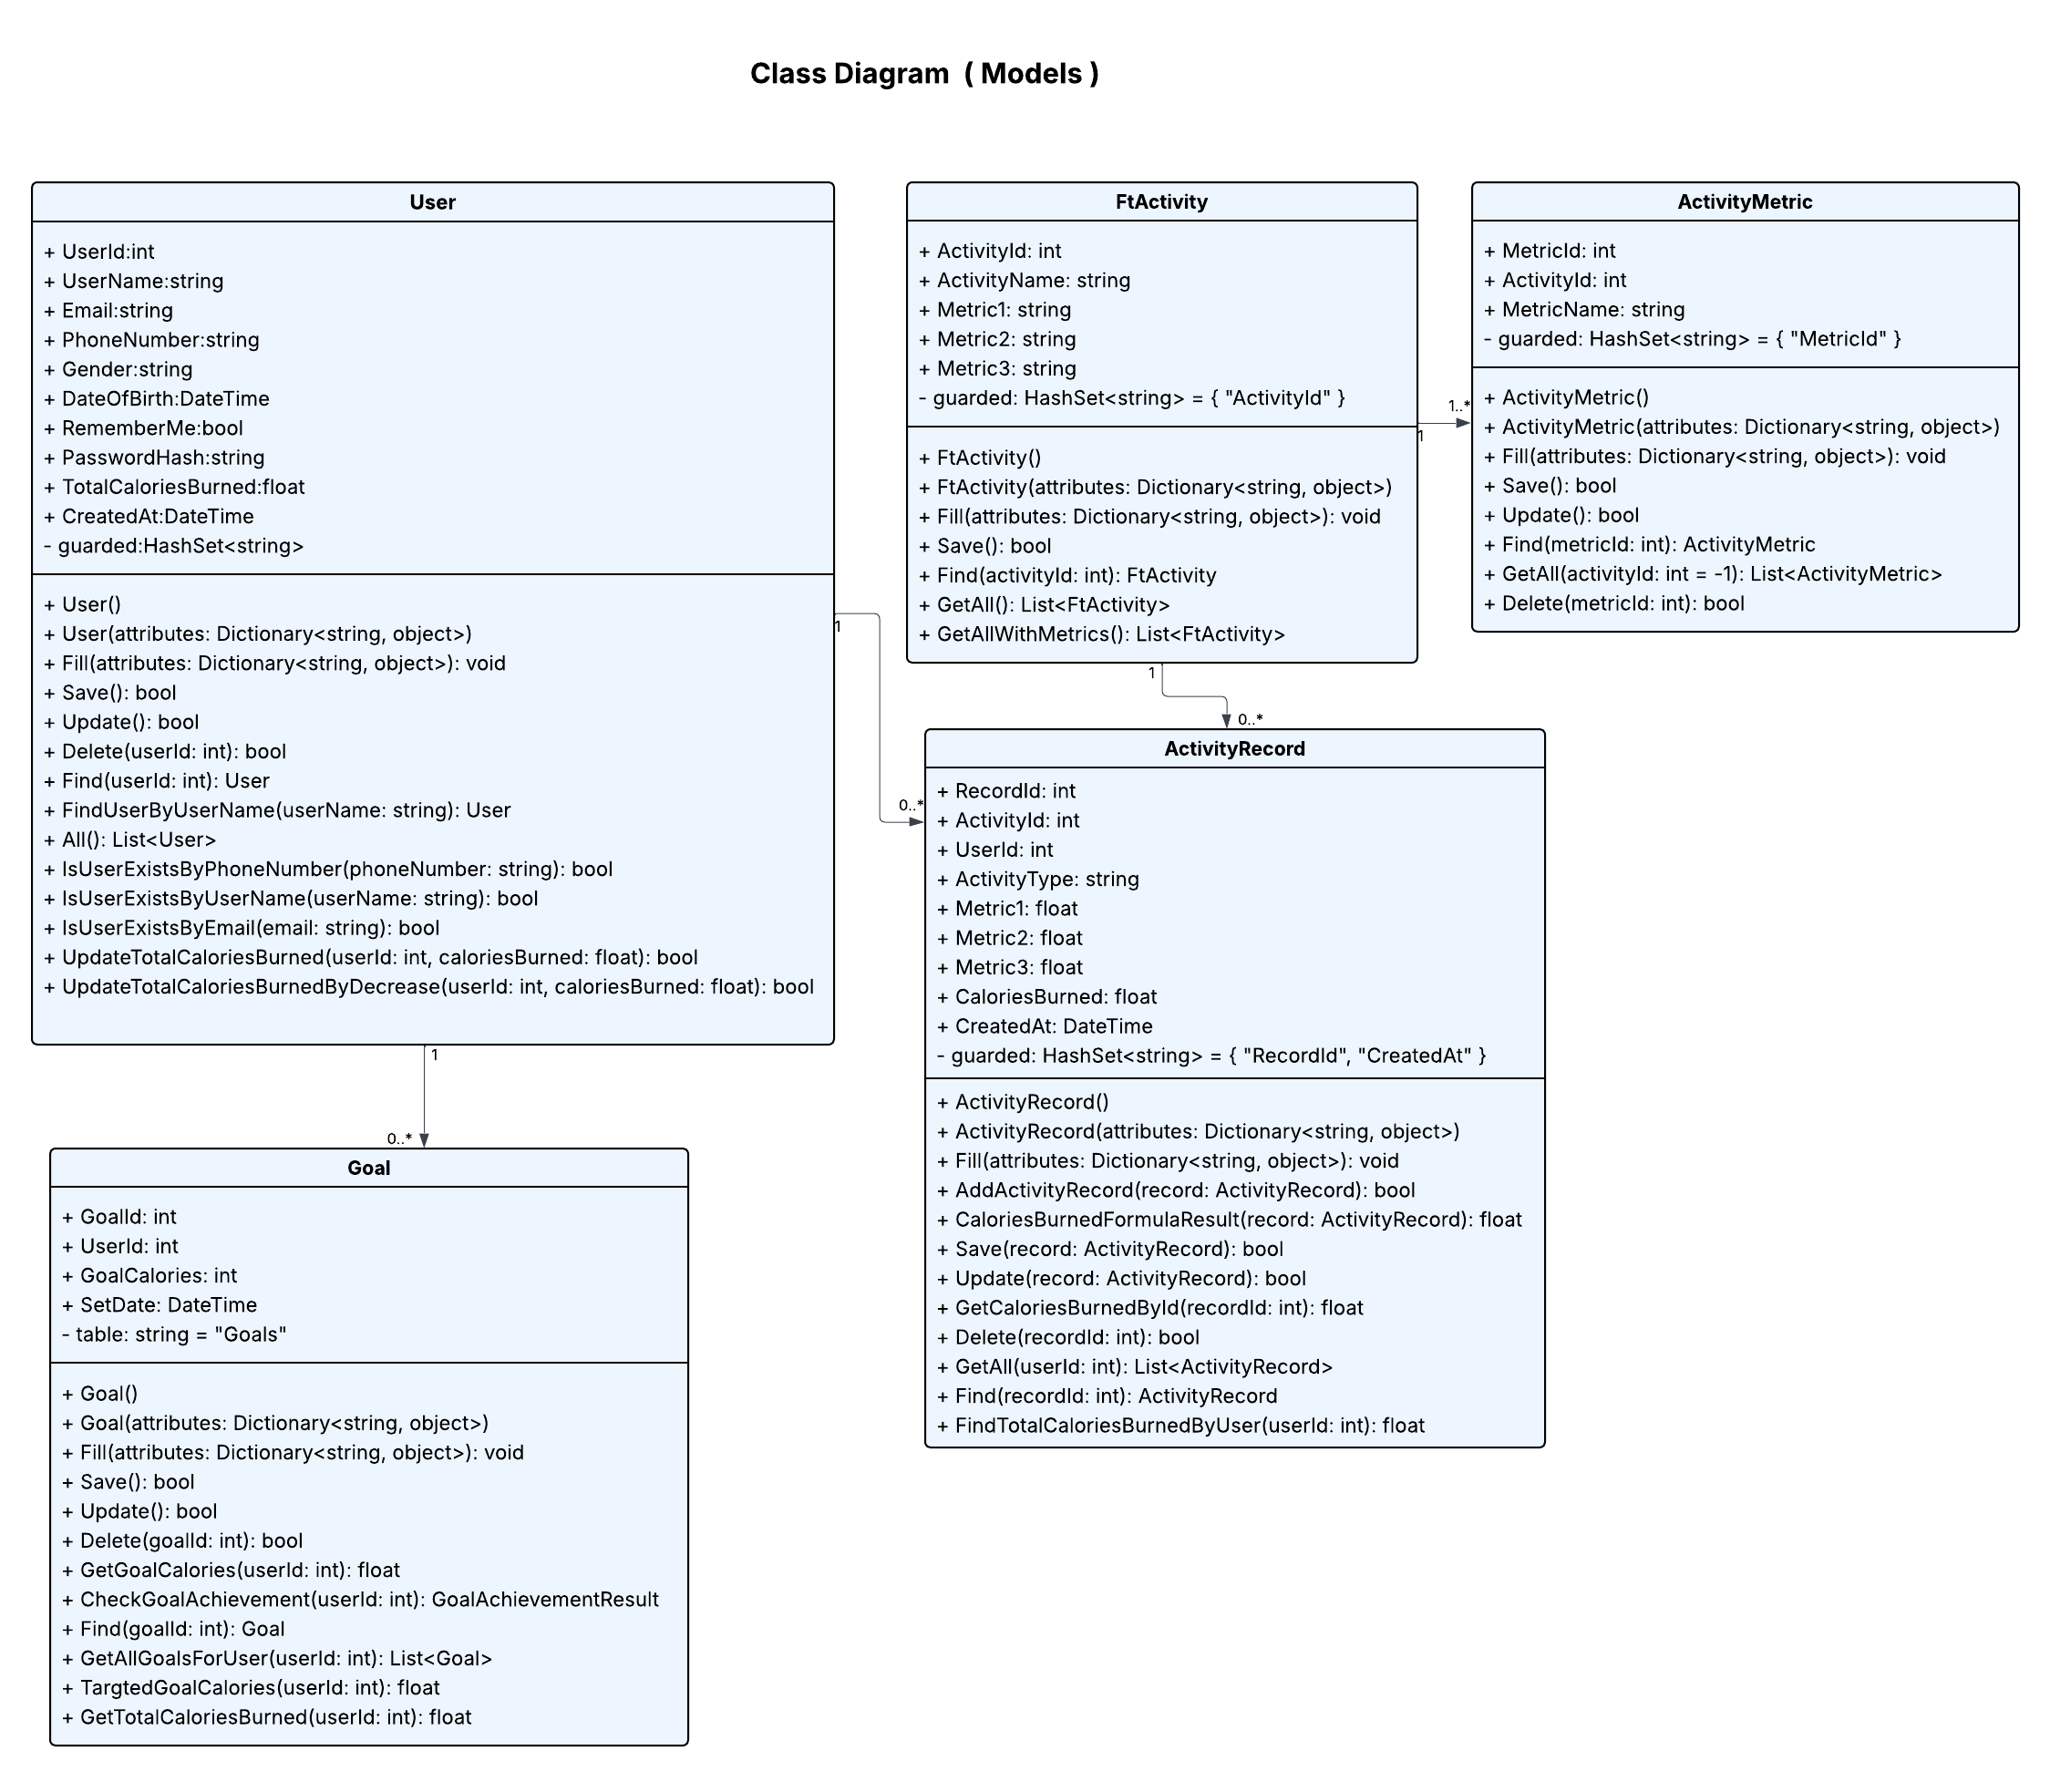 Class Diagram ( Models )
User
+ UserId:int
+ UserName:string
+ Email:string
+ PhoneNumber:string
+ Gender:string
+ DateOfBirth:DateTime
+ RememberMe:bool
+ PasswordHash:string
+ TotalCaloriesBurned:float
+ CreatedAt:DateTime
- guarded:HashSet<string>
+ User()
+ User(attributes: Dictionary<string, object>)
+ Fill(attributes: Dictionary<string, object>): void
+ Save(): bool
+ Update(): bool
+ Delete(userId: int): bool
+ Find(userId: int): User
+ FindUserByUserName(userName: string): User
+ All(): List<User>
+ IsUserExistsByPhoneNumber(phoneNumber: string): bool
+ IsUserExistsByUserName(userName: string): bool
+ IsUserExistsByEmail(email: string): bool
+ UpdateTotalCaloriesBurned(userId: int, caloriesBurned: float): bool
+ UpdateTotalCaloriesBurnedByDecrease(userId: int, caloriesBurned: float): bool
1
0..*
1
0..*
FtActivity
+ ActivityId: int
+ ActivityName: string
+ Metric1: string
+ Metric2: string
+ Metric3: string
- guarded: HashSet<string> = { "ActivityId" }
+ FtActivity()
+ FtActivity(attributes: Dictionary<string, object>)
+ Fill(attributes: Dictionary<string, object>): void
+ Save(): bool
+ Find(activityId: int): FtActivity
+ GetAll(): List<FtActivity>
+ GetAllWithMetrics(): List<FtActivity>
1
1..*
1
0..*
ActivityMetric
+ MetricId: int
+ ActivityId: int
+ MetricName: string
- guarded: HashSet<string> = { "MetricId" }
+ ActivityMetric()
+ ActivityMetric(attributes: Dictionary<string, object>)
+ Fill(attributes: Dictionary<string, object>): void
+ Save(): bool
+ Update(): bool
+ Find(metricId: int): ActivityMetric
+ GetAll(activityId: int = -1): List<ActivityMetric>
+ Delete(metricId: int): bool
ActivityRecord
+ RecordId: int
+ ActivityId: int
+ UserId: int
+ ActivityType: string
+ Metric1: float
+ Metric2: float
+ Metric3: float
+ CaloriesBurned: float
+ CreatedAt: DateTime
- guarded: HashSet<string> = { "RecordId", "CreatedAt" }
+ ActivityRecord()
+ ActivityRecord(attributes: Dictionary<string, object>)
+ Fill(attributes: Dictionary<string, object>): void
+ AddActivityRecord(record: ActivityRecord): bool
+ CaloriesBurnedFormulaResult(record: ActivityRecord): float
+ Save(record: ActivityRecord): bool
+ Update(record: ActivityRecord): bool
+ GetCaloriesBurnedById(recordId: int): float
+ Delete(recordId: int): bool
+ GetAll(userId: int): List<ActivityRecord>
+ Find(recordId: int): ActivityRecord
+ FindTotalCaloriesBurnedByUser(userId: int): float
Goal
+ GoalId: int
+ UserId: int
+ GoalCalories: int
+ SetDate: DateTime
- table: string = "Goals"
+ Goal()
+ Goal(attributes: Dictionary<string, object>)
+ Fill(attributes: Dictionary<string, object>): void
+ Save(): bool
+ Update(): bool
+ Delete(goalId: int): bool
+ GetGoalCalories(userId: int): float
+ CheckGoalAchievement(userId: int): GoalAchievementResult
+ Find(goalId: int): Goal
+ GetAllGoalsForUser(userId: int): List<Goal>
+ TargtedGoalCalories(userId: int): float
+ GetTotalCaloriesBurned(userId: int): float